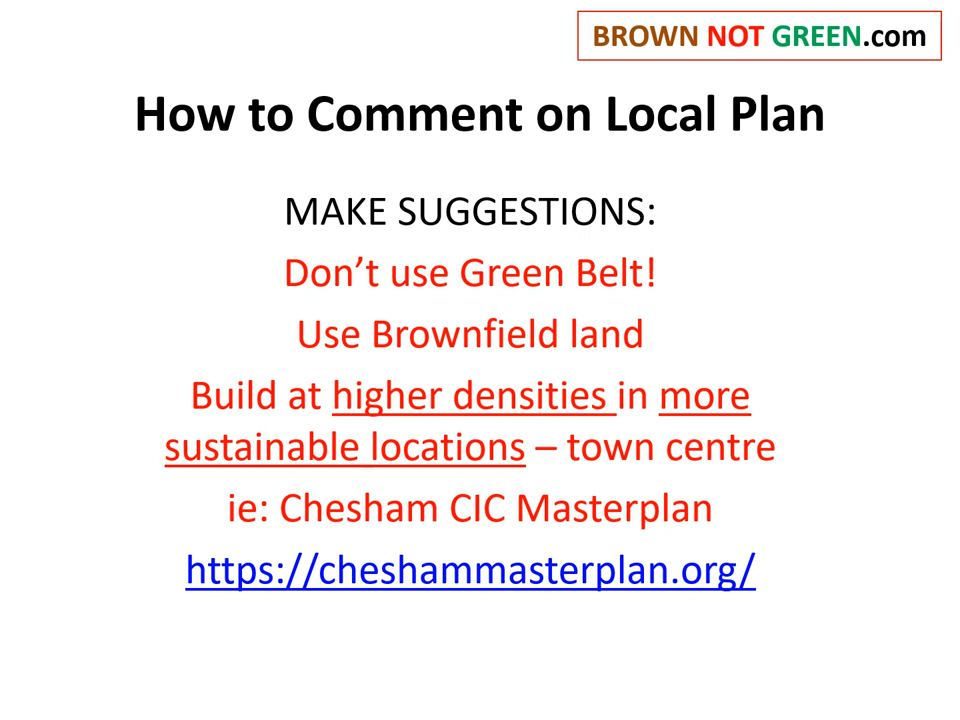 BROWN NOT GREEN.com
How to Comment on Local Plan
MAKE SUGGESTIONS:
Don’t use Green Belt!
Use Brownfield land
Build at higher densities in more
sustainable locations – town centre
ie: Chesham CIC Masterplan
https://cheshammasterplan.org/